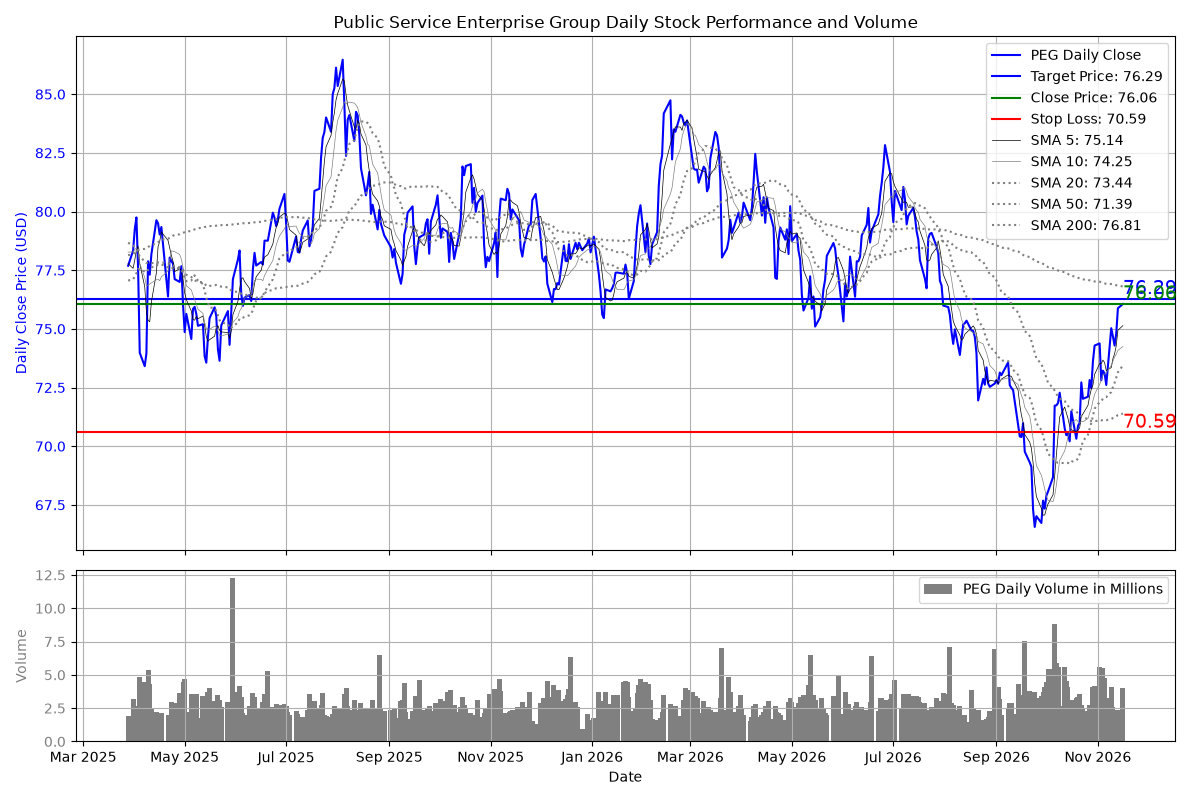 Public Service Enterprise Group Daily Stock Performance and Volume
PEG Daily Close
Target Price: 76.29
Close Price: 76.06
Stop Loss: 70.59
SMA 5: 75.14
SMA 10: 74.25
SMA 20: 73.44
SMA 50: 71.39
SMA 200: 76.81
Daily Close Price (USD)
85.0
82.5
80.0
77.5
75.0
72.5
70.0
67.5
76.29
76.06
70.59
PEG Daily Volume in Millions
Volume
12.5
10.0
7.5
5.0
2.5
0.0
Mar 2025 May 2025 Jul 2025 Sep 2025 Nov 2025 Jan 2026 Mar 2026 May 2026 Jul 2026 Sep 2026 Nov 2026
Date